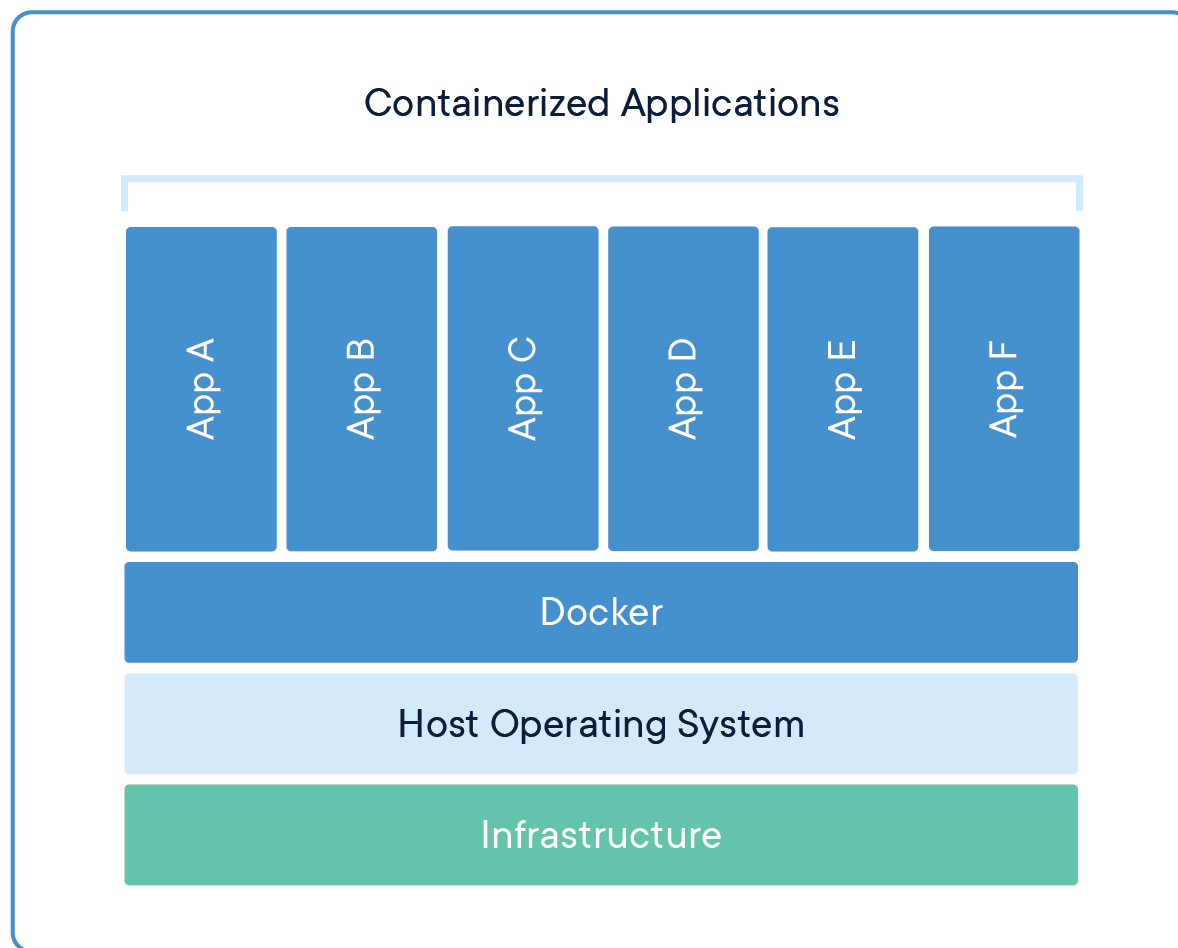 Containerized Applications
App A
App B
App C
App D
App E
App F
Docker
Host Operating System
Infrastructure